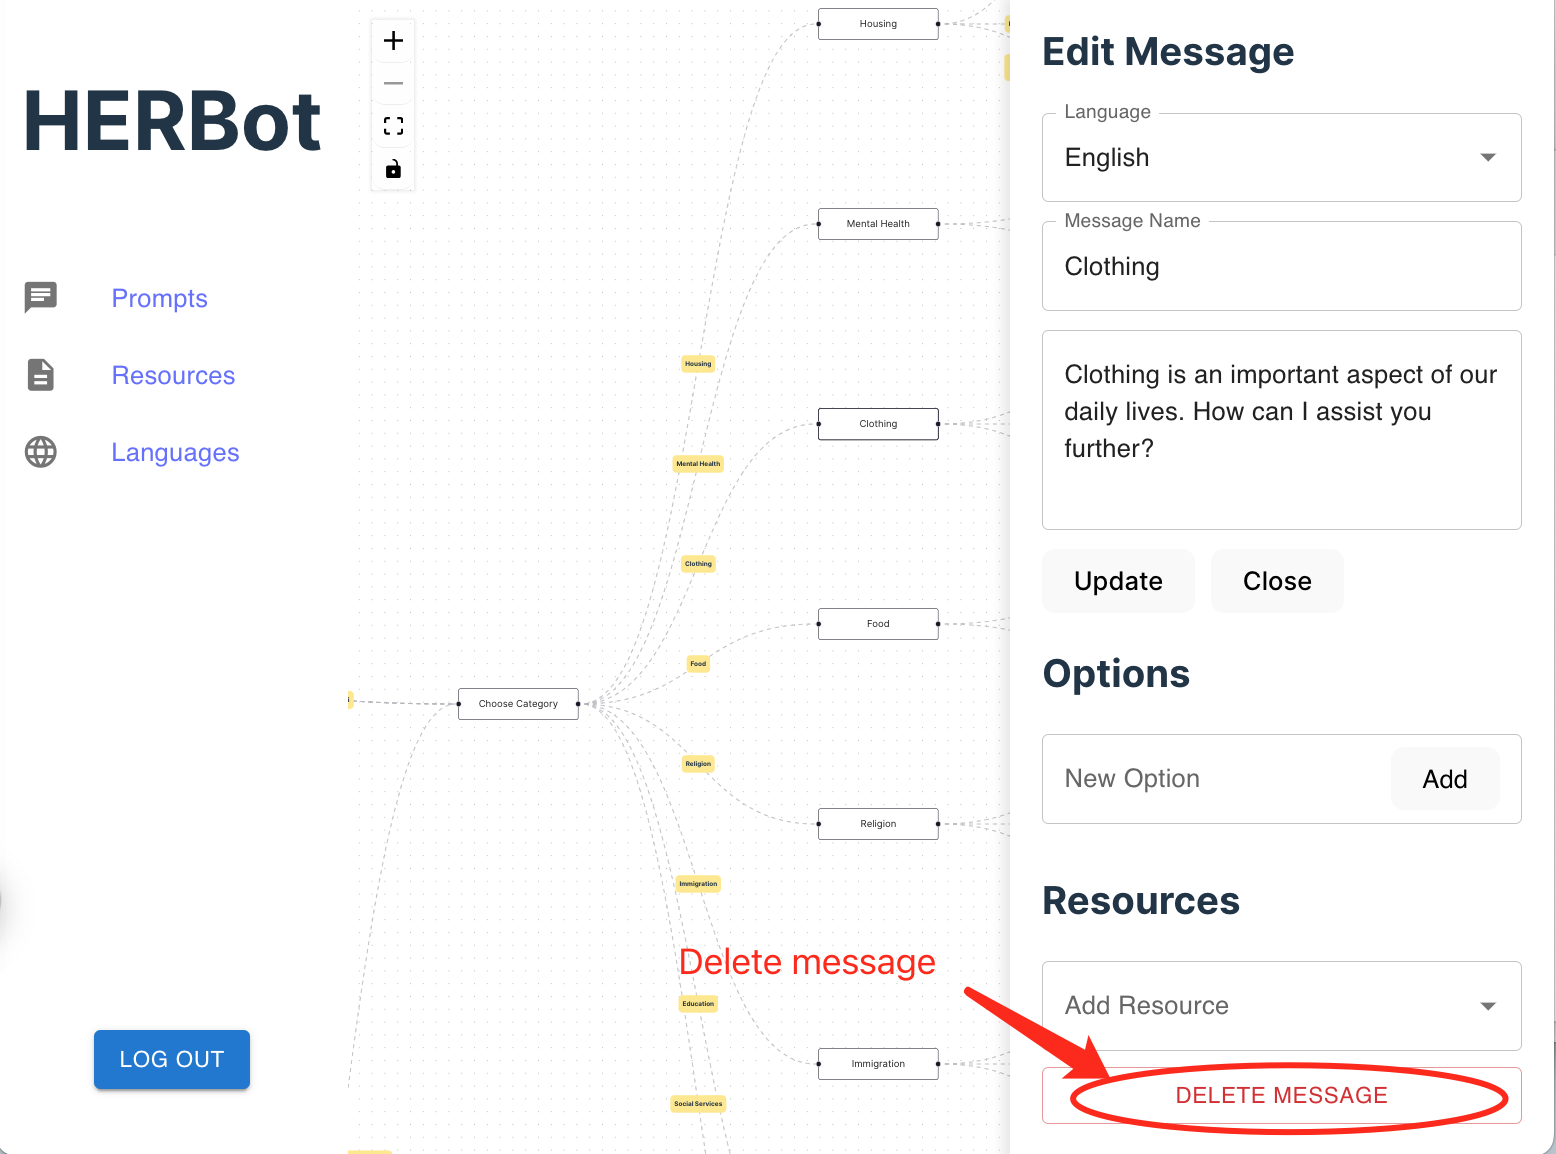 HERBot
Prompts
Resources
Languages
LOG OUT
Housing
Mental Health
Clothing
Food
Religion
Immigration
Choose Category
Housing
Mental Health
Clothing
Food
Religion
Immigration
Education
Social Services
Delete message
Edit Message
Language
English
Message Name
Clothing
Clothing is an important aspect of our
daily lives. How can I assist you
further?
Update
Close
Options
New Option
Add
Resources
Add Resource
DELETE MESSAGE